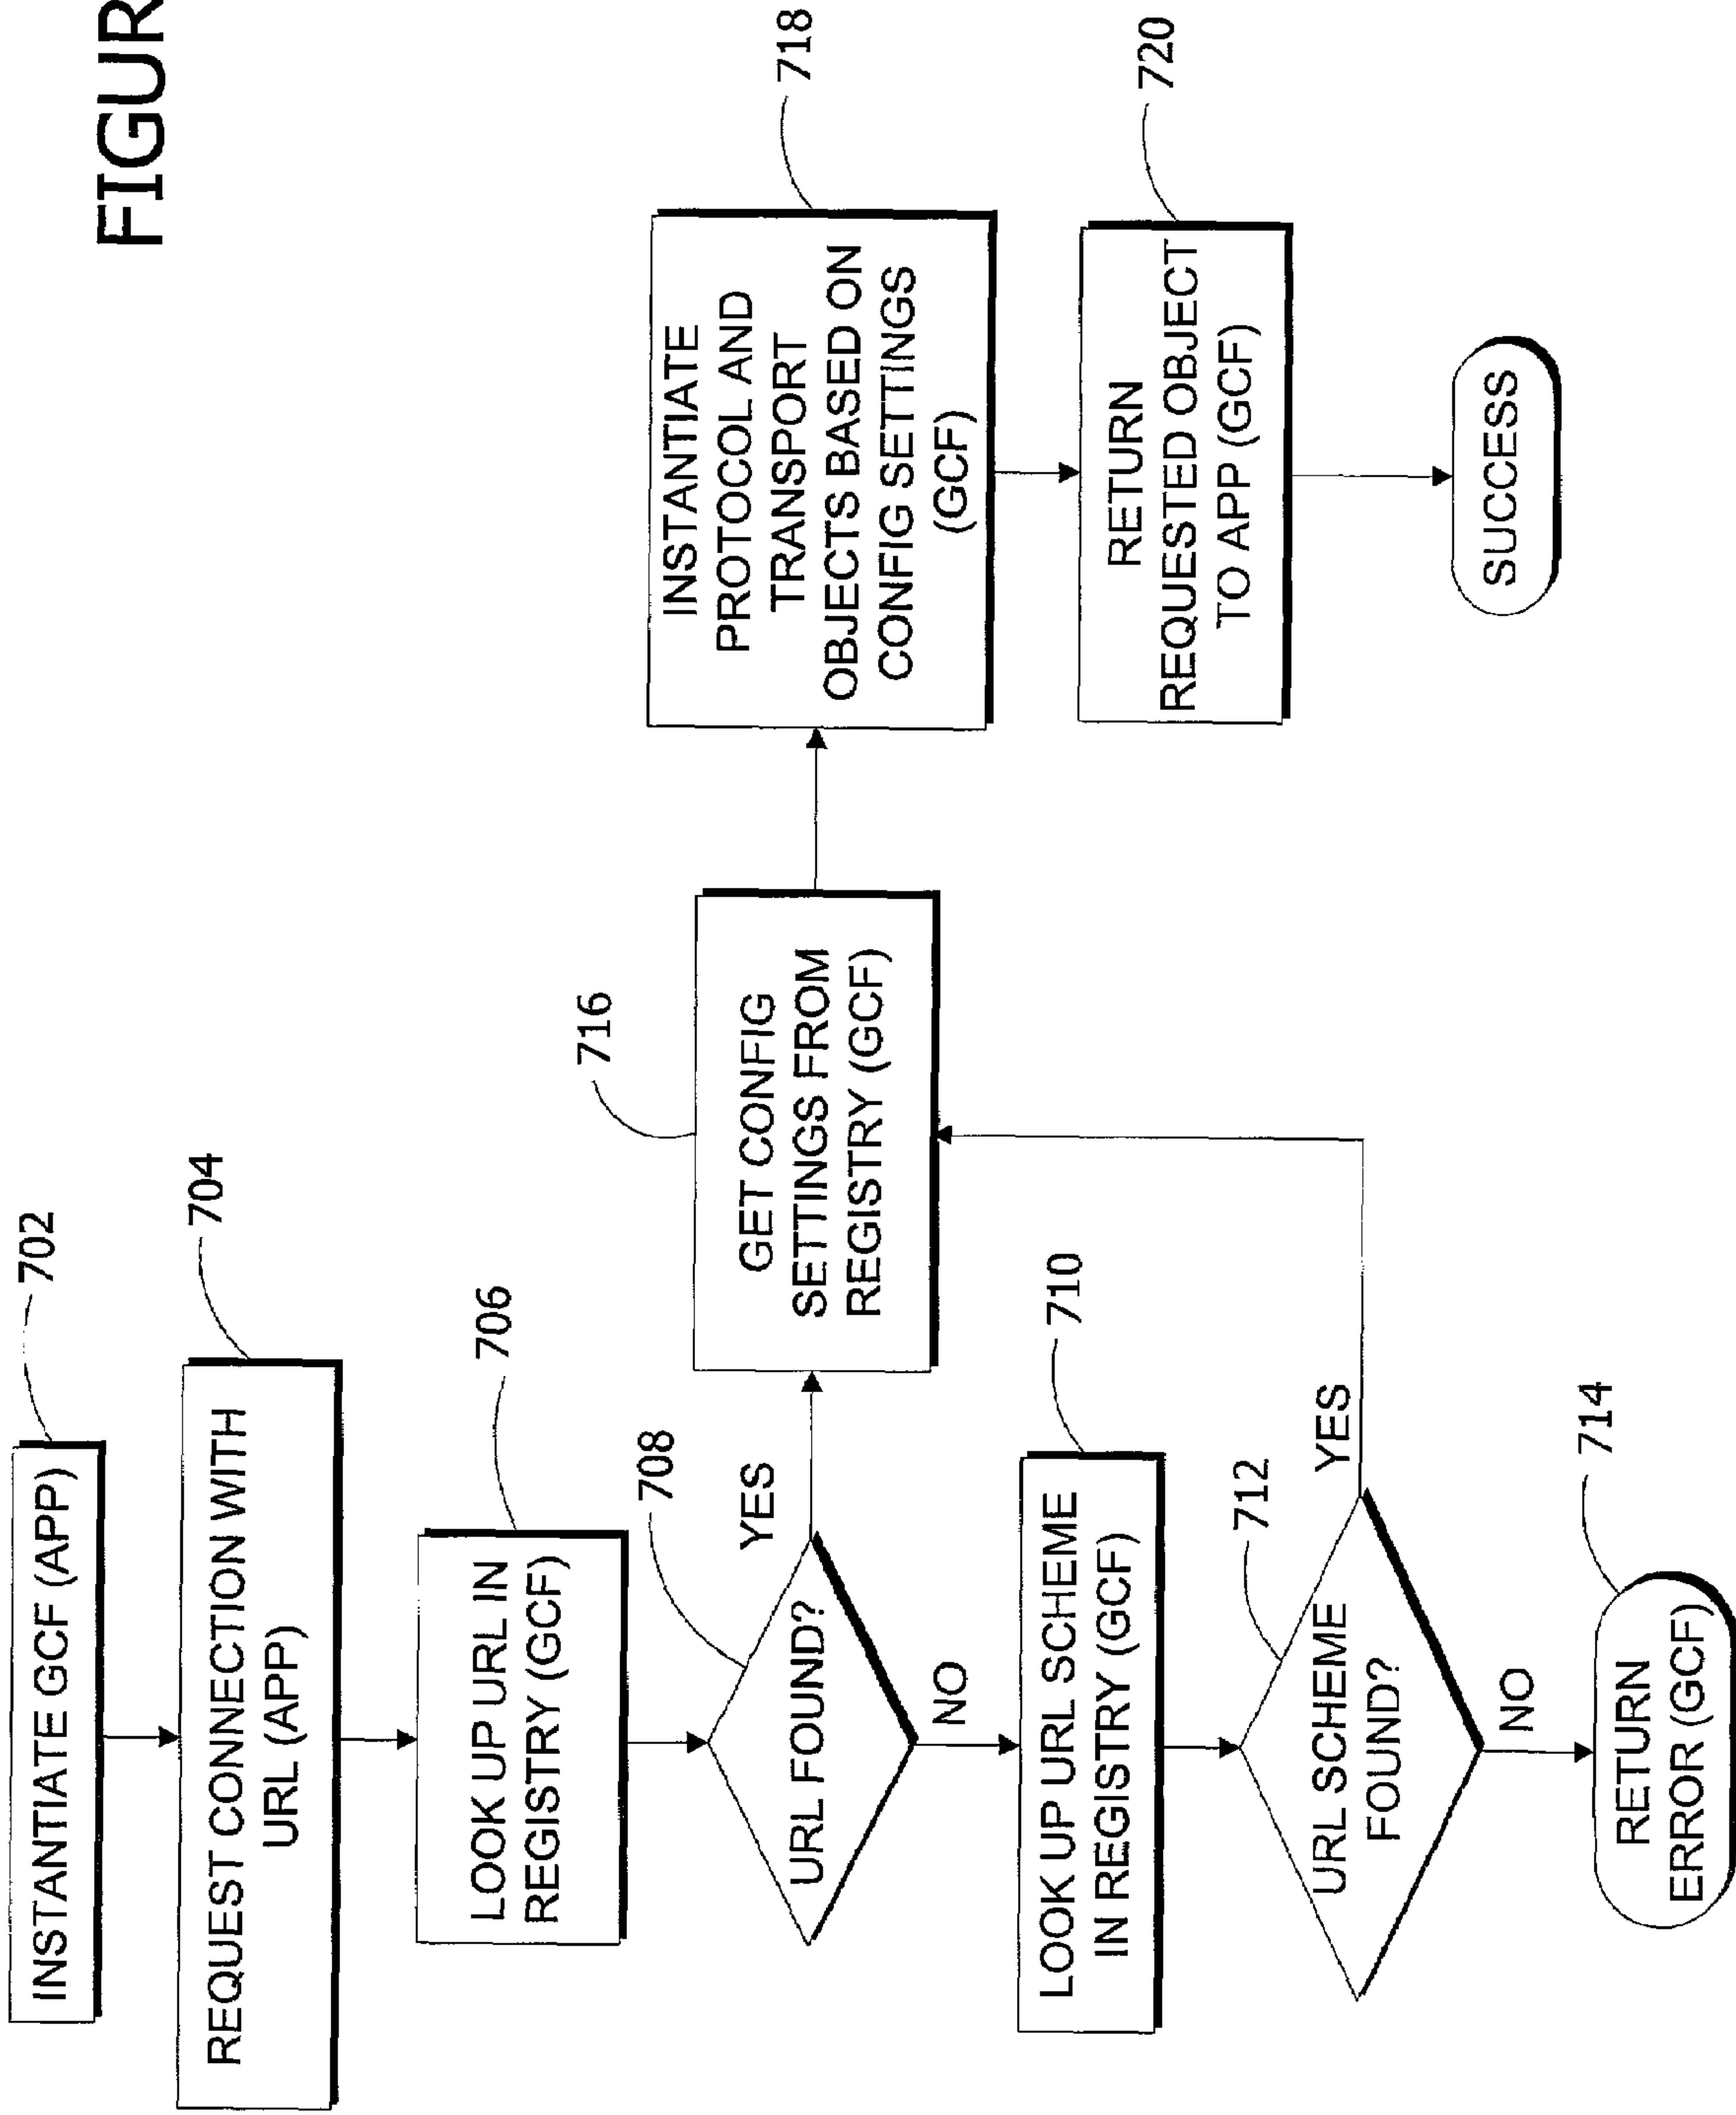 FIGUR
INSTANTIATE GCF (APP)
702
REQUEST CONNECTION WITH
URL (APP)
704
LOOK UP URL IN
REGISTRY (GCF)
706
URL FOUND?
708
YES
NO
LOOK UP URL SCHEME
IN REGISTRY (GCF)
710
URL SCHEME
FOUND?
712
YES
NO
RETURN
ERROR (GCF)
714
GET CONFIG
SETTINGS FROM
REGISTRY (GCF)
716
INSTANTIATE
PROTOCOL AND
TRANSPORT
OBJECTS BASED ON
CONFIG SETTINGS
(GCF)
718
RETURN
REQUESTED OBJECT
TO APP (GCF)
720
SUCCESS